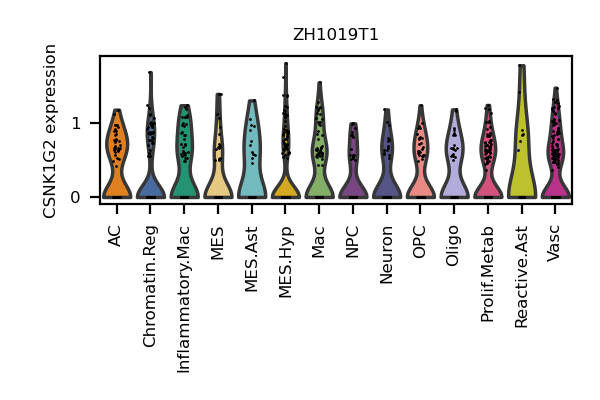 ZH1019T1
CSNK1G2 expression
1
0
AC
Chromatin.Reg
Inflammatory.Mac
MES
MES.Ast
MES.Hyp
Mac
NPC
Neuron
OPC
Oligo
Prolif.Metab
Reactive.Ast
Vasc